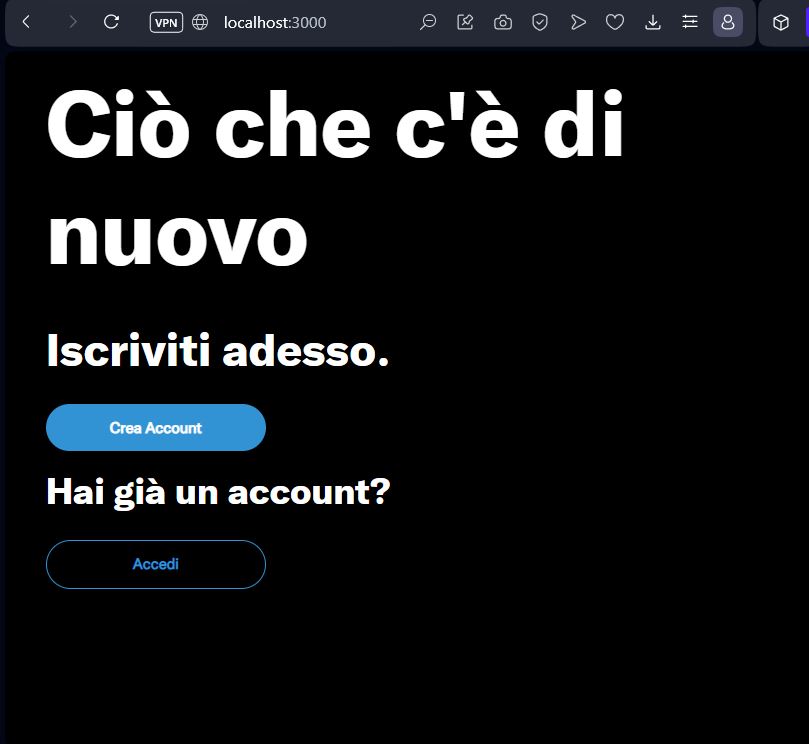 VPN
localhost:3000
Ciò che c'è di
nuovo
Iscriviti adesso.
Crea Account
Hai già un account?
Accedi